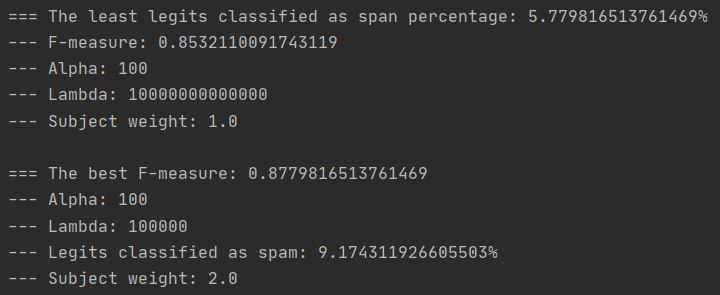 === The least legits classified as span percentage: 5.779816513761469%
--- F-measure: 0.8532110091743119
--- Alpha: 100
--- Lambda: 10000000000000
--- Subject weight: 1.0
=== The best F-measure: 0.8779816513761469
--- Alpha: 100
--- Lambda: 100000
--- Legits classified as spam: 9.174311926605503%
--- Subject weight: 2.0